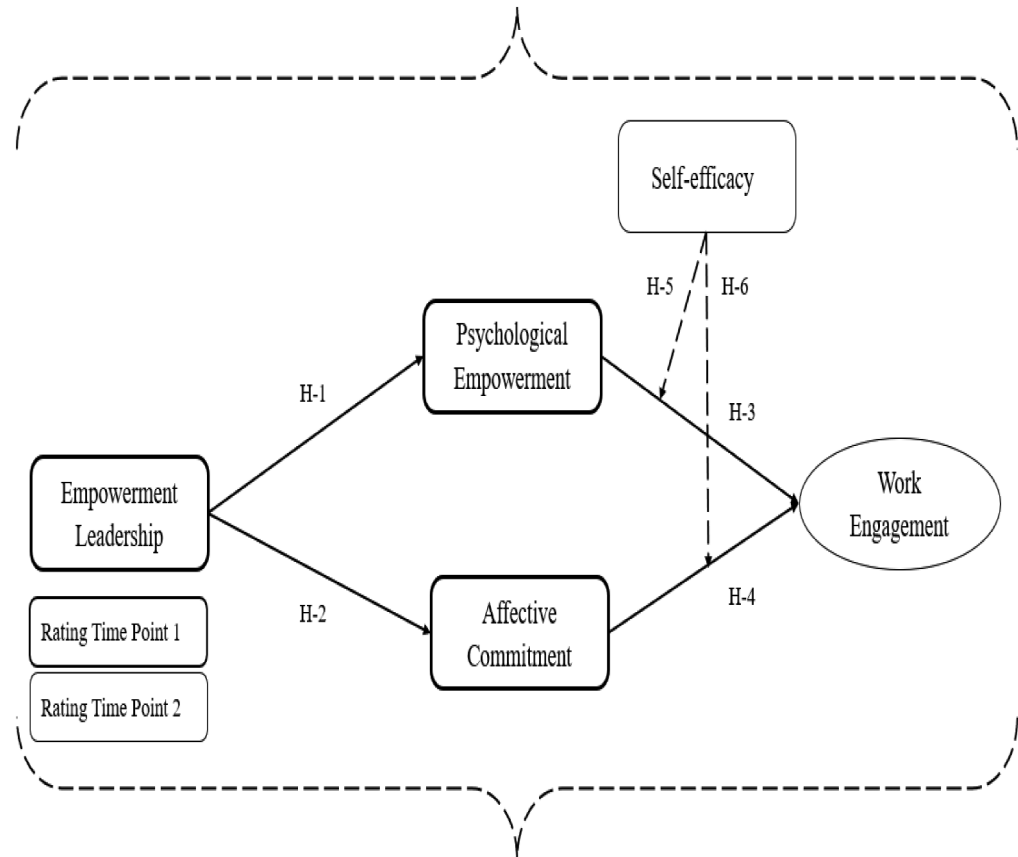 Self-efficacy
H-5
H-6
Psychological
Empowerment
H-1
H-3
Empowerment
Leadership
Work
Engagement
H-2
Affective
Commitment
H-4
Rating Time Point 1
Rating Time Point 2